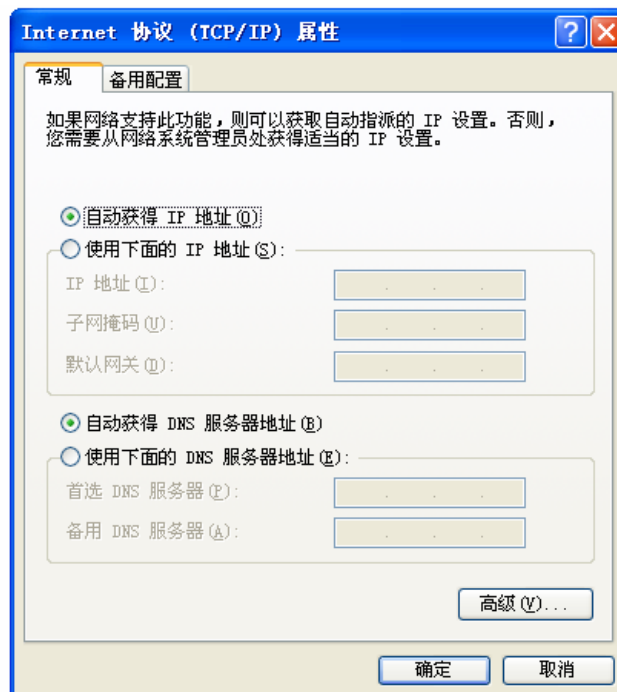 Internet 协议 (TCP/IP) 属性
常规 备用配置
如果网络支持此功能，则可以获取自动指派的 IP 设置。否则，
您需要从网络系统管理员处获得适当的 IP 设置。
自动获得 IP 地址(O)
使用下面的 IP 地址(S):
IP 地址(I):
子网掩码(U):
默认网关(D):
自动获得 DNS 服务器地址(B)
使用下面的 DNS 服务器地址(E):
首选 DNS 服务器(P):
备用 DNS 服务器(A):
高级(V)...
确定 取消